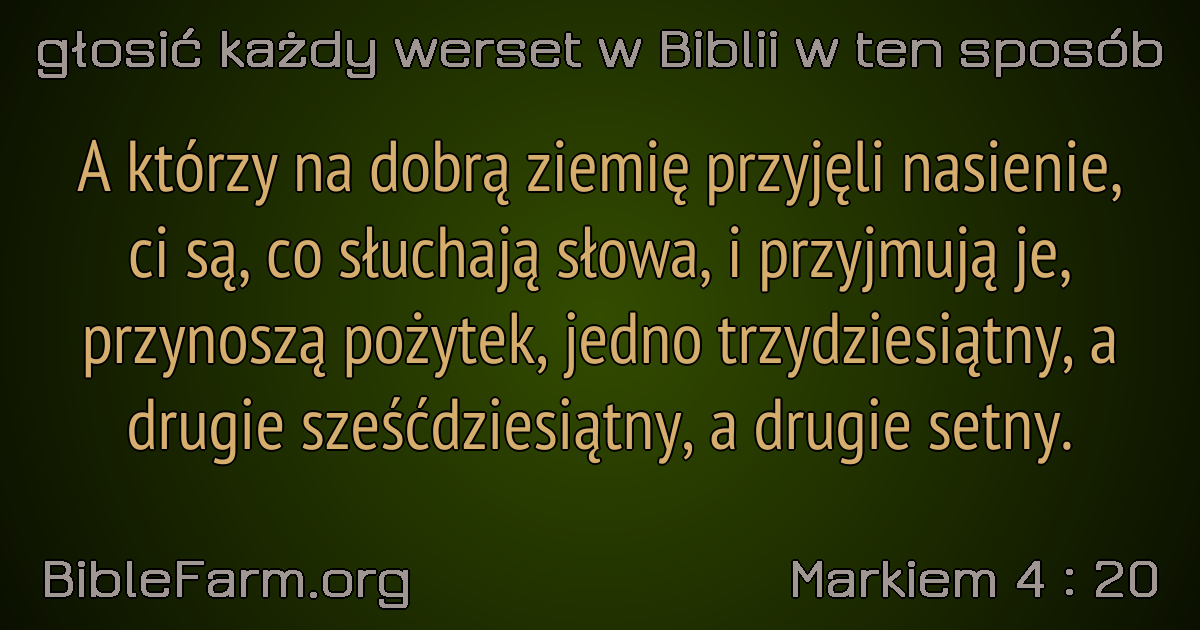 głosić każdy werset w Biblii w ten sposób
A którzy na dobrą ziemię przyjęli nasienie,
ci są, co słuchają słowa, i przyjmują je,
przynoszą pożytek, jedno trzydziesiątny, a
drugie sześćdziesiątny, a drugie setny.
BibleFarm.org
Markiem 4 : 20